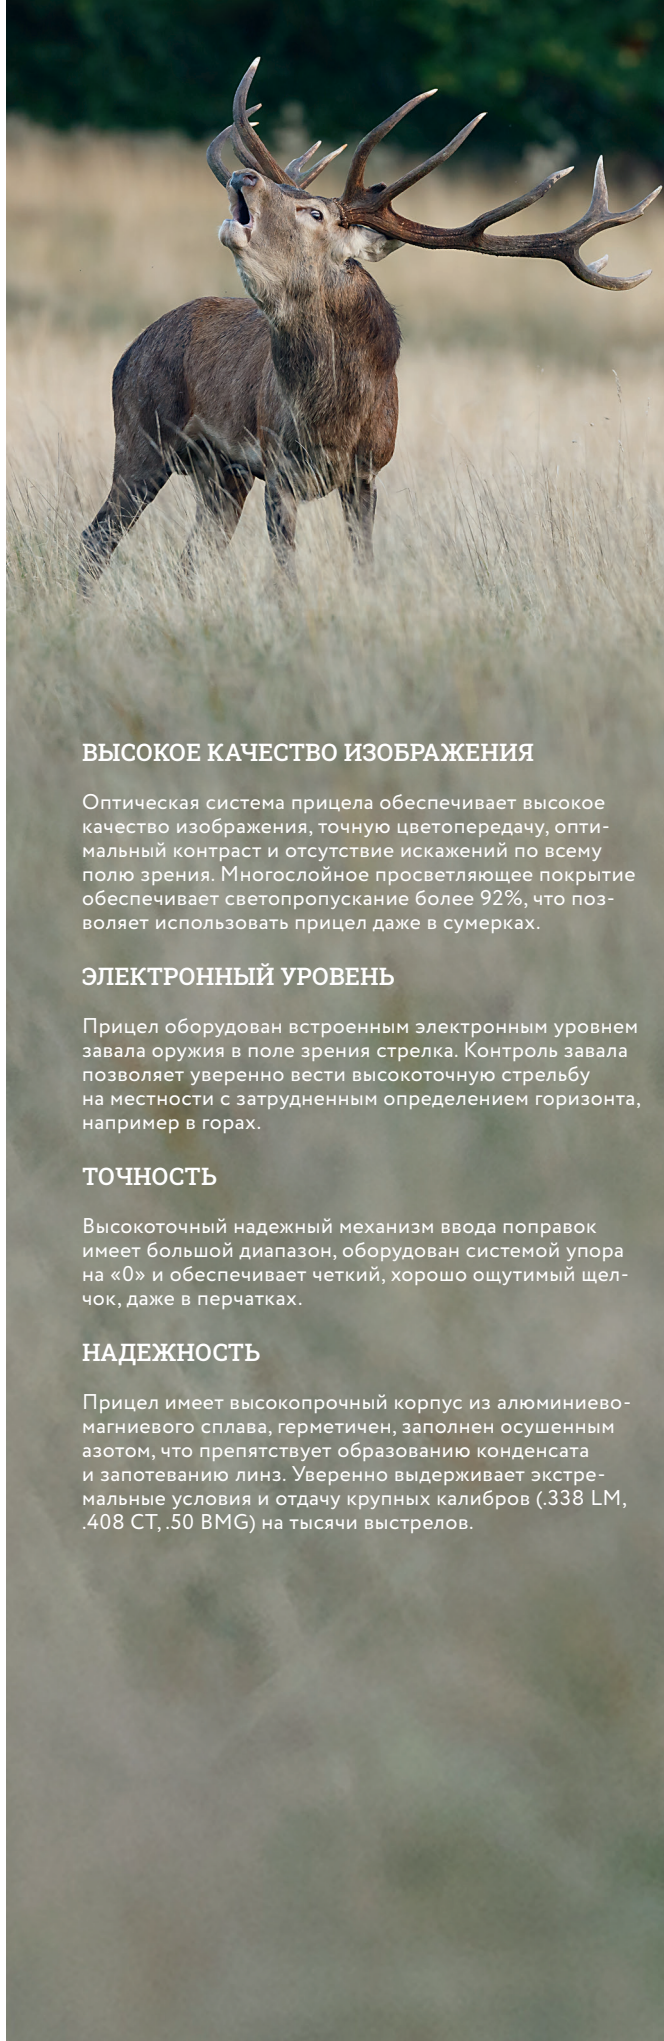 ВЫСОКОЕ КАЧЕСТВО ИЗОБРАЖЕНИЯ
Оптическая система прицела обеспечивает высокое
качество изображения, точную цветопередачу, опти-
мальный контраст и отсутствие искажений по всему
полю зрения. Многослойное просветляющее покрытие
обеспечивает светопропускание более 92%, что поз-
воляет использовать прицел даже в сумерках.
ЭЛЕКТРОННЫЙ УРОВЕНЬ
Прицел оборудован встроенным электронным уровнем
завала оружия в поле зрения стрелка. Контроль завала
позволяет уверенно вести высокоточную стрельбу
на местности с затрудненным определением горизонта,
например в горах.
ТОЧНОСТЬ
Высокоточный надежный механизм ввода поправок
имеет большой диапазон, оборудован системой упора
на «0» и обеспечивает четкий, хорошо ощутимый щел-
чок, даже в перчатках.
НАДЕЖНОСТЬ
Прицел имеет высокопрочный корпус из алюминиево-
магниевого сплава, герметичен, заполнен осушенным
азотом, что препятствует образованию конденсата
и запотеванию линз. Уверенно выдерживает экстре-
мальные условия и отдачу крупных калибров (.338 LM,
.408 CT, .50 BMG) на тысячи выстрелов.